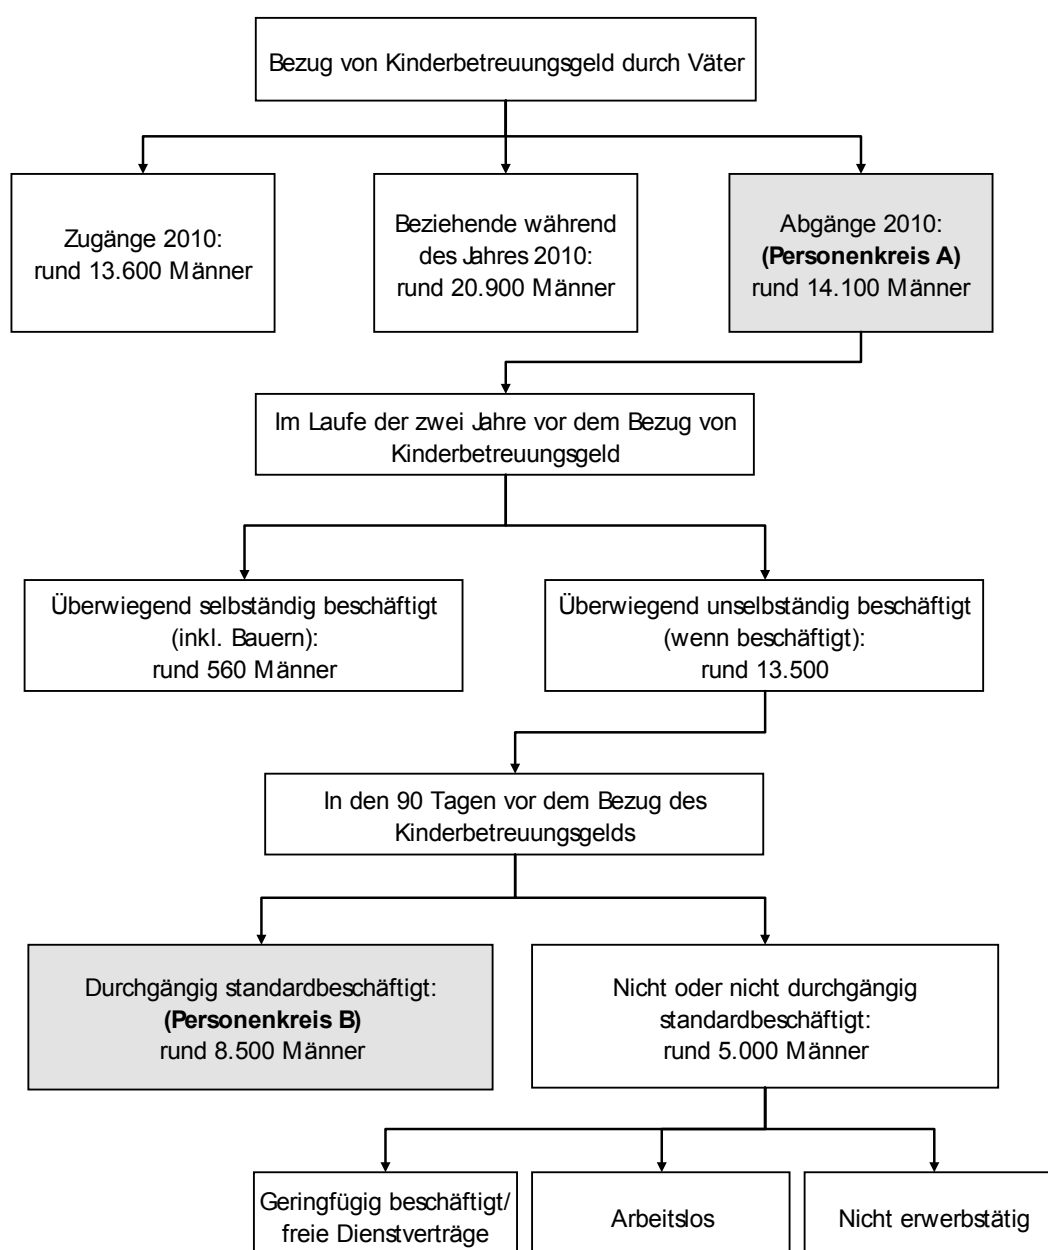 Bezug von Kinderbetreuungsgeld durch Väter
Zugänge 2010:
rund 13.600 Männer
Beziehende während
des Jahres 2010:
rund 20.900 Männer
Abgänge 2010:
(Personenkreis A)
rund 14.100 Männer
Im Laufe der zwei Jahre vor dem Bezug von
Kinderbetreuungsgeld
Überwiegend selbständig beschäftigt
(inkl. Bauern):
rund 560 Männer
Überwiegend unselbständig beschäftigt
(wenn beschäftigt):
rund 13.500
In den 90 Tagen vor dem Bezug des
Kinderbetreuungsgelds
Durchgängig standardbeschäftigt:
(Personenkreis B)
rund 8.500 Männer
Nicht oder nicht durchgängig
standardbeschäftigt:
rund 5.000 Männer
Geringfügig beschäftigt/
freie Dienstverträge
Arbeitslos
Nicht erwerbstätig